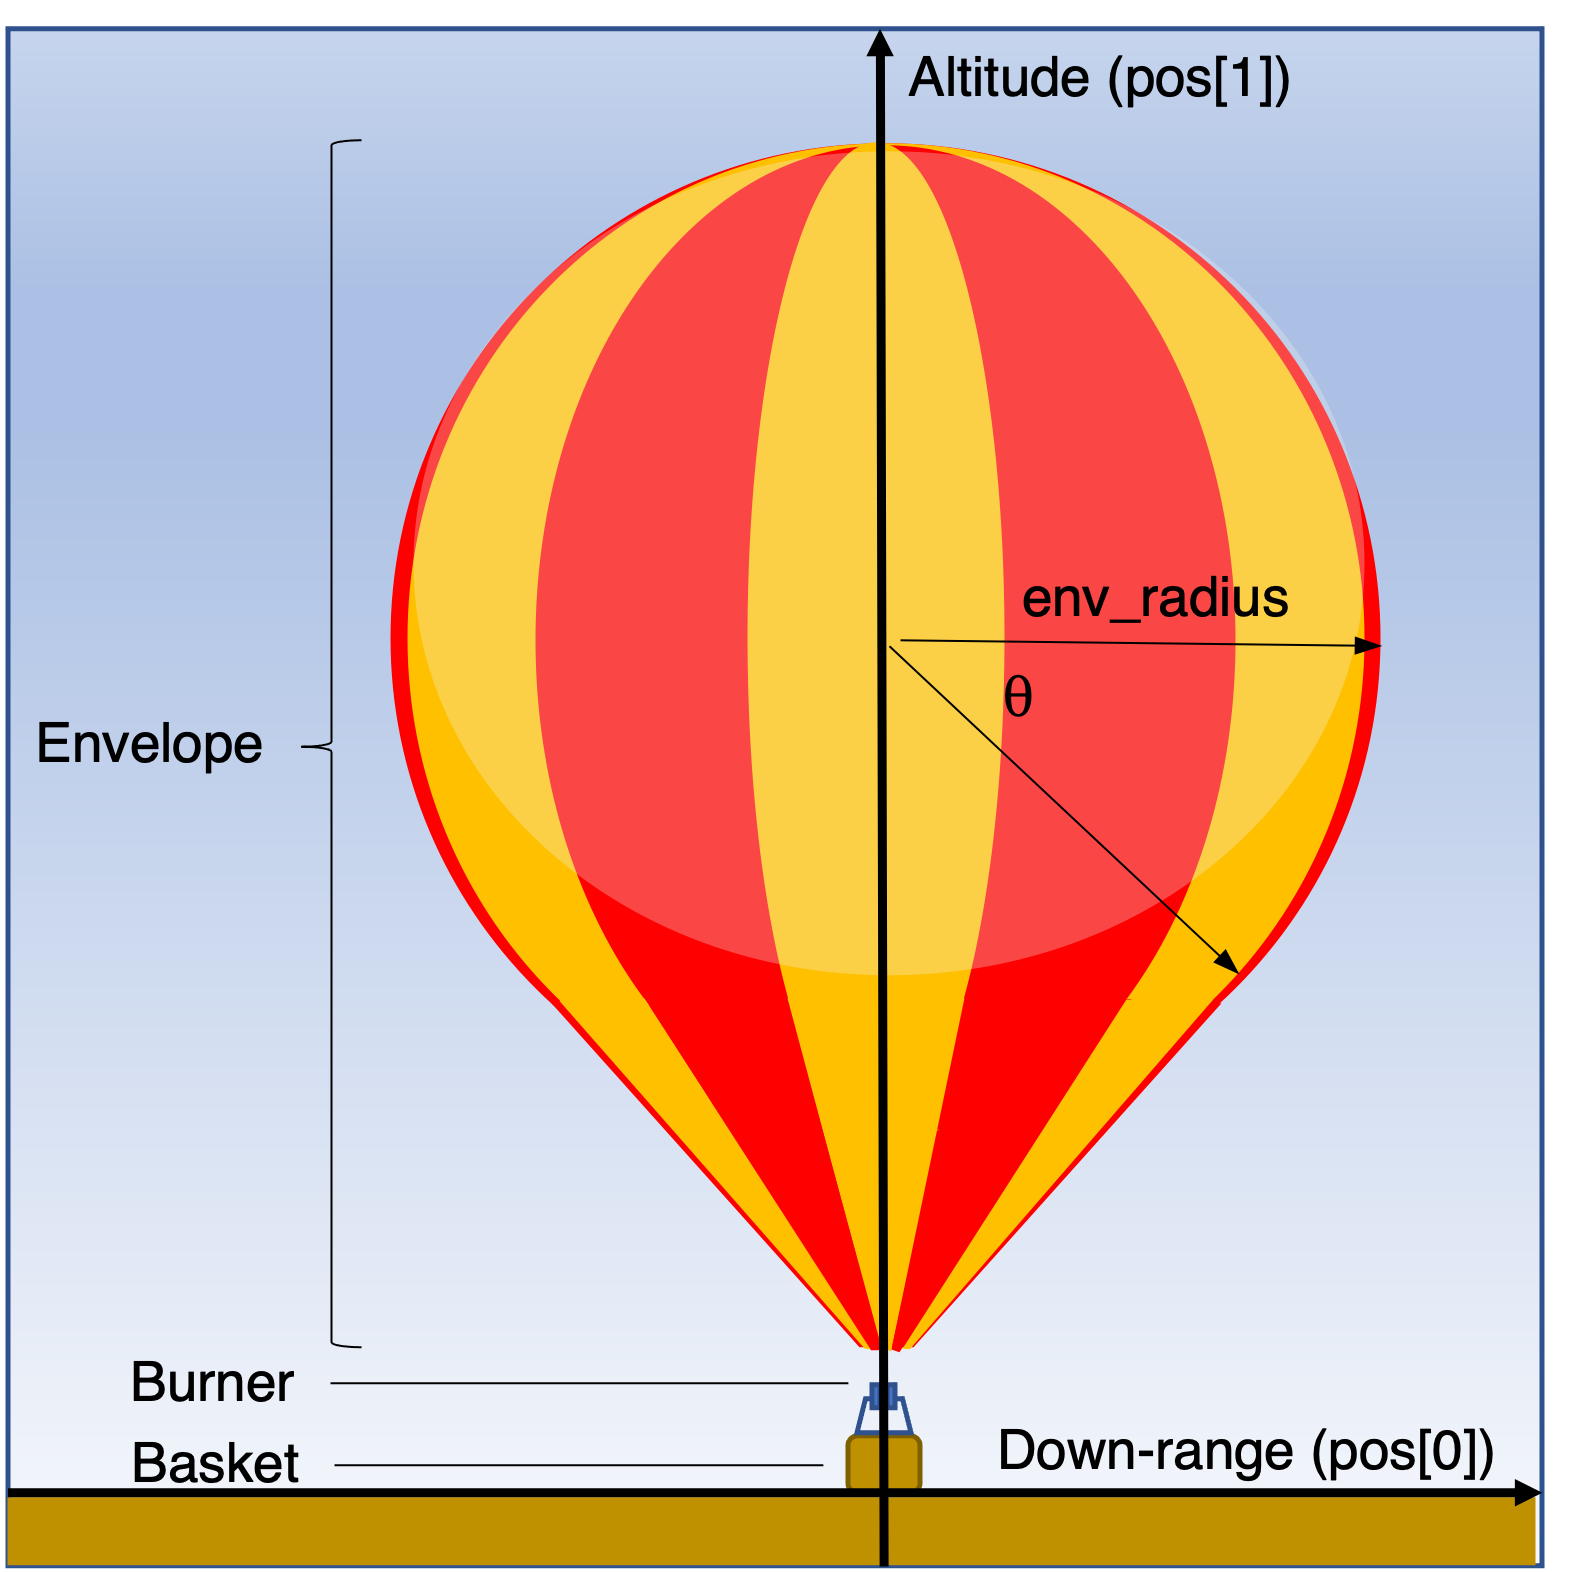 Altitude (pos[1])
env_radius
θ
Envelope
Burner
Down-range (pos[0])
Basket